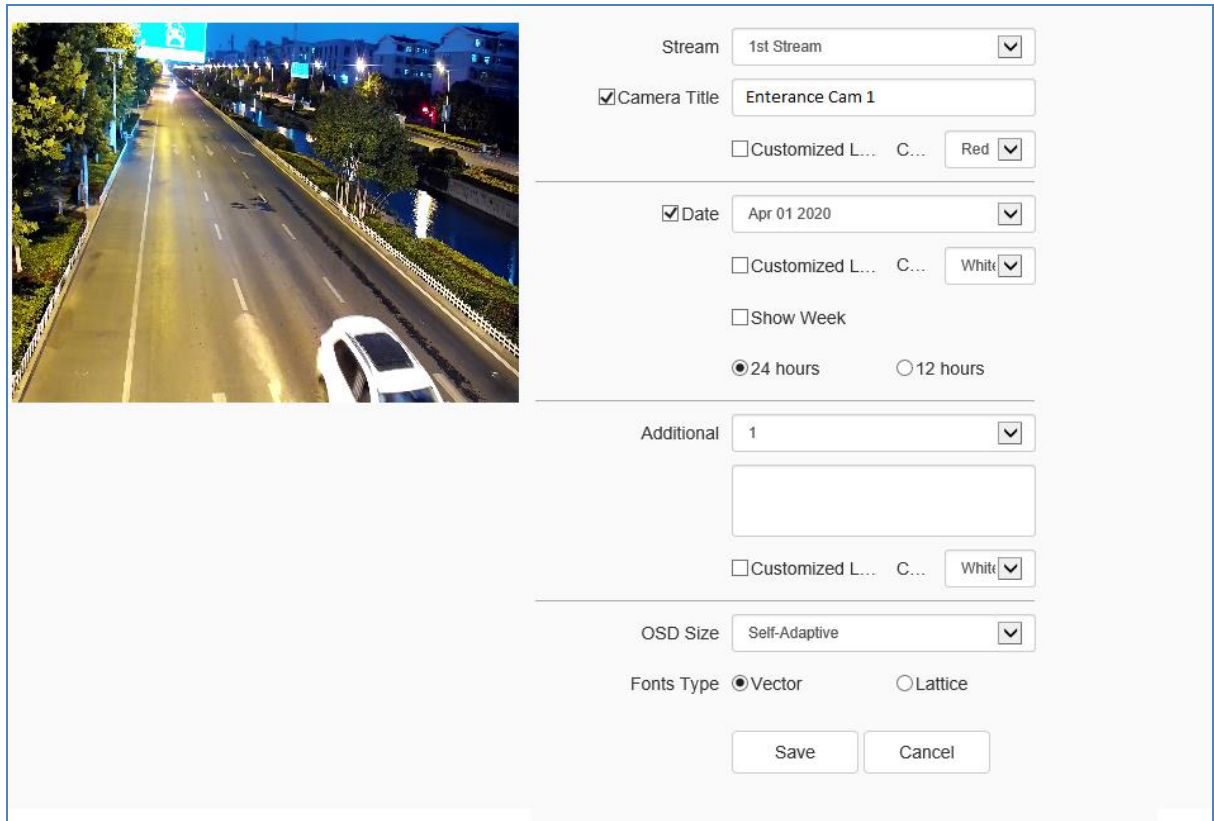 Stream 1st Stream
Camera Title Enterance Cam 1
Customized L... C... Red
Date Apr 01 2020
Customized L... C... White
Show Week
24 hours 12 hours
Additional 1
Customized L... C... White
OSD Size Self-Adaptive
Fonts Type Vector Lattice
Save Cancel